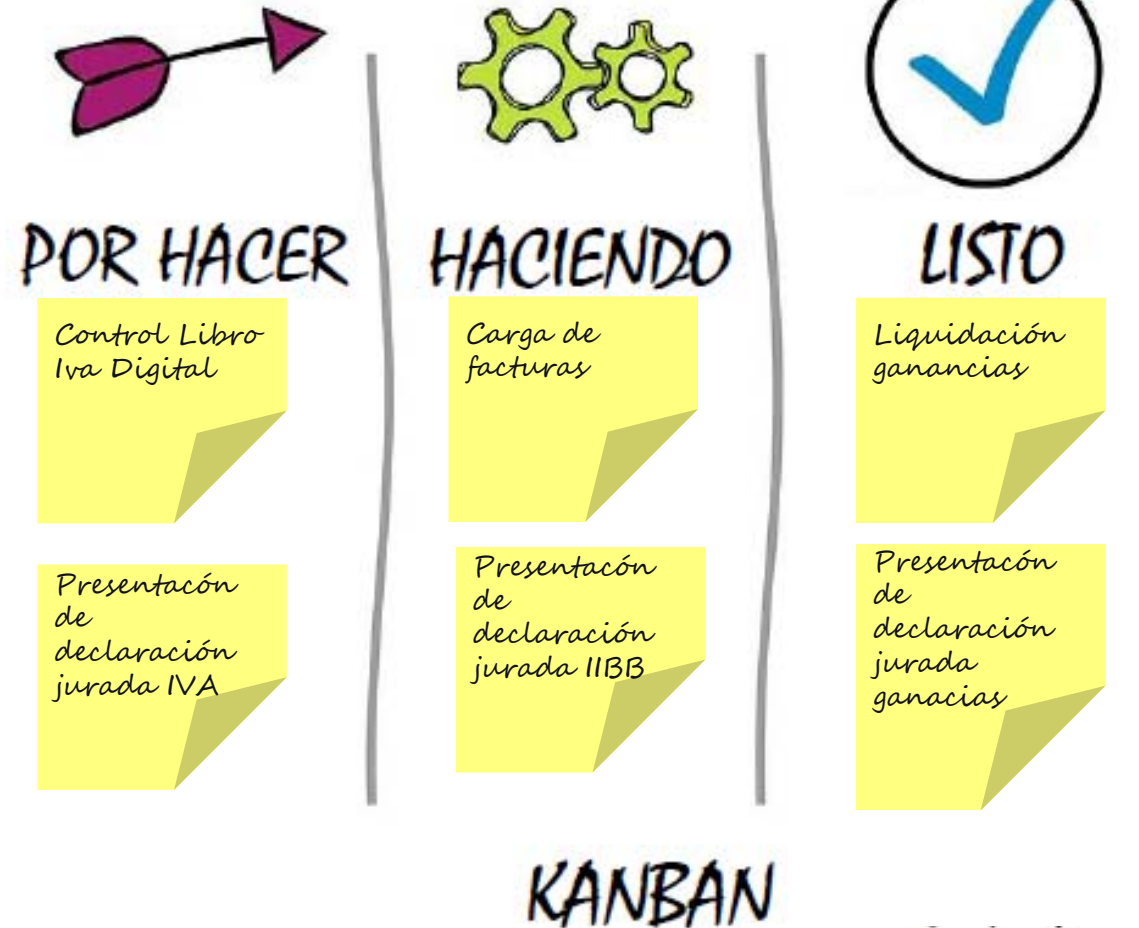 POR HACER
HACIENDO
LISTO
Control Libro
Iva Digital
Carga de
facturas
Liquidación
ganancias
Presentacón
de
declaración
jurada IVA
Presentacón
de
declaración
jurada IIBB
Presentacón
de
declaración
jurada
ganacias
KANBAN